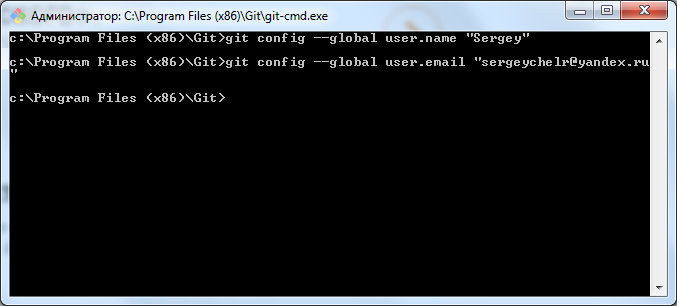 Администратор: C:\Program Files (x86)\Git\git-cmd.exe
c:\Program Files (x86)\Git>git config --global user.name "Sergey"
c:\Program Files (x86)\Git>git config --global user.email "sergeychelr@yandex.ru
"
c:\Program Files (x86)\Git>